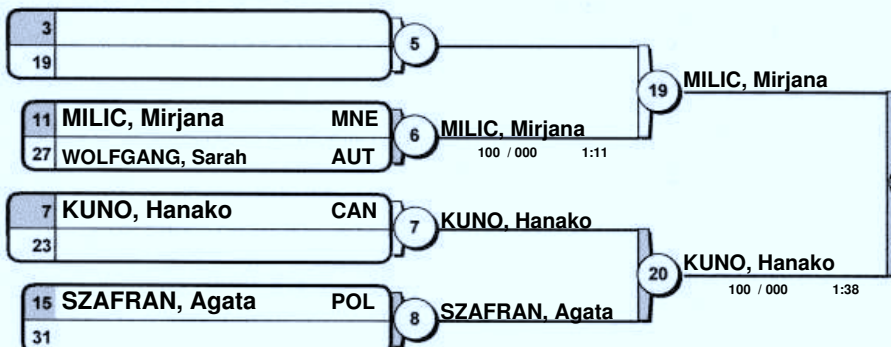 3
19
5
11 MILIC, Mirjana MNE
27 WOLFGANG, Sarah AUT
6
MILIC, Mirjana
100 / 000 1:11
19
MILIC, Mirjana
7 KUNO, Hanako CAN
23
7
KUNO, Hanako
15 SZAFRAN, Agata POL
31
8
SZAFRAN, Agata
20
KUNO, Hanako
100 / 000 1:38